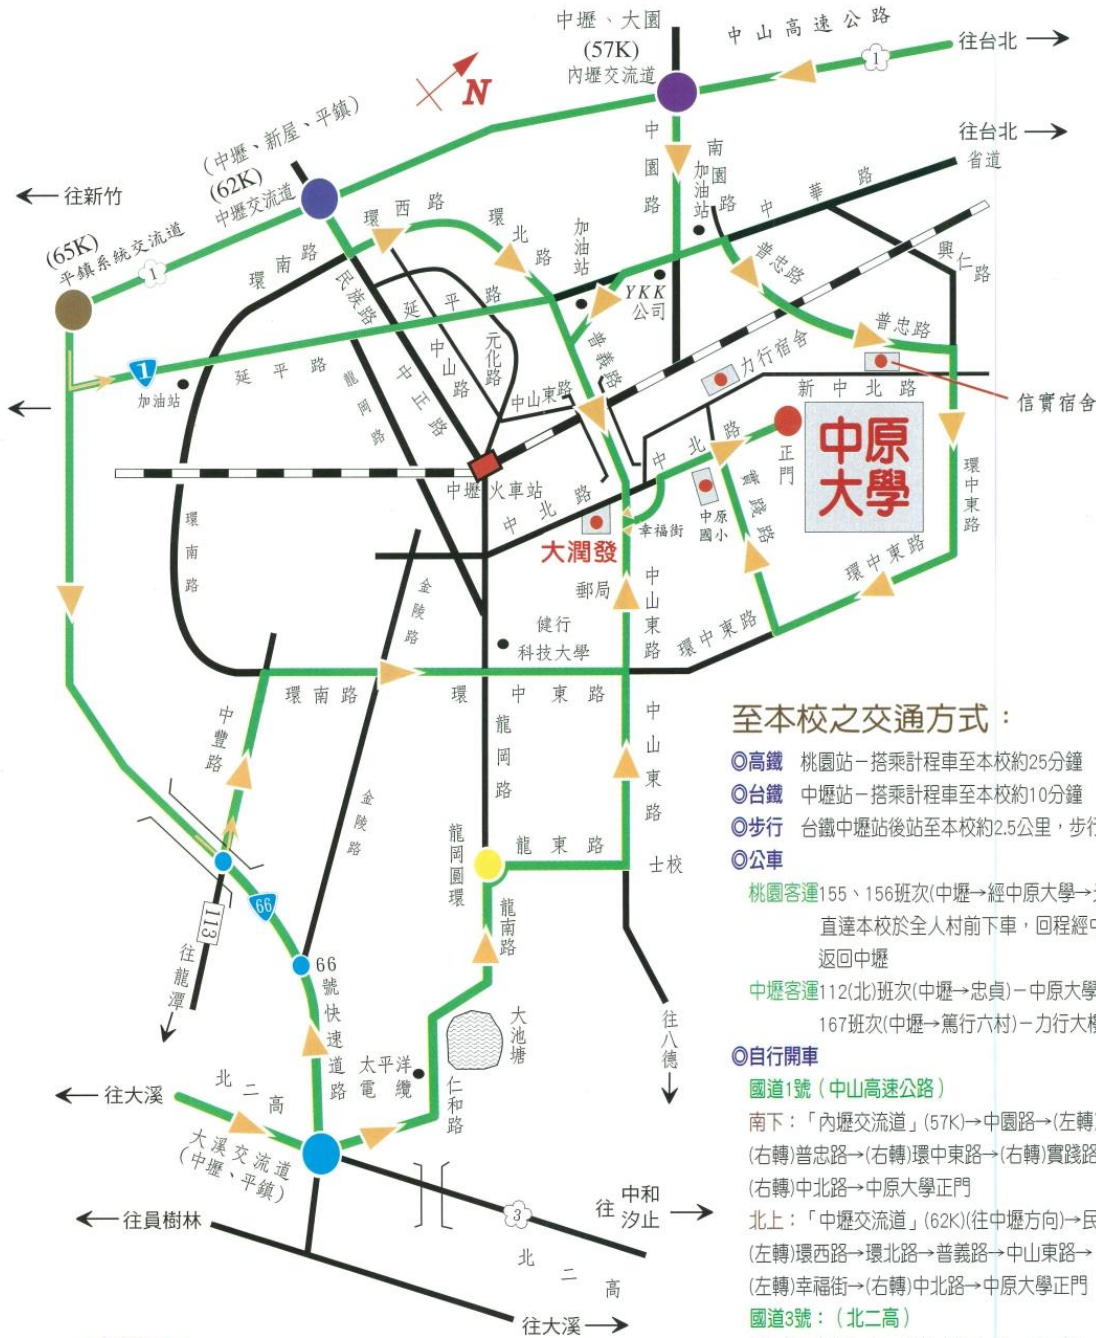 中壢、大園
(57K)
內壢交流道
中山高速公路
1
往台北
N
往台北
省道
(中壢、新屋、平鎮)
(62K)
中壢交流道
往新竹
(65K)
平鎮系統交流道
1
環西路
環北路
加油站
中園路
南園路
加油站
中華路
普忠路
興仁路
環南路
民族路
延平路
YKK
公司
普忠路
元化路
中山路
普義路
力行宿舍
新中北路
信實宿舍
1
加油站
延平路
龍岡路
中正路
中山東路
中北路
正門
中原
大學
中壢火車站
中北路
大潤發
幸福街
中原
國小
實踐路
環中東路
環南路
金陵路
郵局
中山東路
環中東路
環中東路
健行
科技大學
環南路
環中東路
中豐路
龍岡路
中山東路
金陵路
龍岡圓環
龍東路
士校
113
66
龍南路
往龍潭
66
號快速道路
大池塘
太平洋
電纜
仁和路
往八德
往大溪
北二高
大溪交流道
(中壢、平鎮)
往員樹林
3
往
中和
汐止
北二高
往大溪
至本校之交通方式：
◎高鐵 桃園站－搭乘計程車至本校約25分鐘
◎台鐵 中壢站－搭乘計程車至本校約10分鐘
◎步行 台鐵中壢站後站至本校約2.5公里，步行
◎公車
桃園客運155、156班次(中壢→經中原大學→
直達本校於全人村前下車，回程經中
返回中壢
中壢客運112(北)班次(中壢→忠貞)－中原大學
167班次(中壢→篤行六村)－力行大樓
◎自行開車
國道1號（中山高速公路）
南下：「內壢交流道」(57K)→中園路→(左轉)
(右轉)普忠路→(右轉)環中東路→(右轉)實踐路
(右轉)中北路→中原大學正門
北上：「中壢交流道」(62K)(往中壢方向)→民
(左轉)環西路→環北路→普義路→中山東路→
(左轉)幸福街→(右轉)中北路→中原大學正門
國道3號：（北二高）